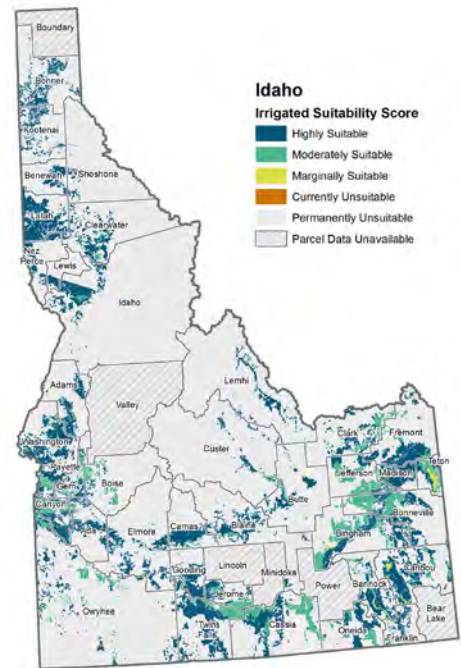 Boundary
Idaho
Irrigated Suitability Score
Highly Suitable
Moderately Suitable
Marginally Suitable
Currently Unsuitable
Permanently Unsuitable
Parcel Data Unavailable
Bonner
Kootenai
Benewah
Shoshone
Latah
Clearwater
Nez
Perce
Lewis
Idaho
Lemhi
Adams
Valley
Washington
Custer
Clark
Fremont
Payette
Gem
Boise
Jefferson
Madison
Teton
Canyon
Ada
Elmore
Camas
Blaine
Butte
Bonneville
Bingham
Gooding
Lincoln
Minidoka
Power
Bannock
Caribou
Jerome
Owyhee
Twin
Falls
Cassia
Oneida
Franklin
Bear
Lake